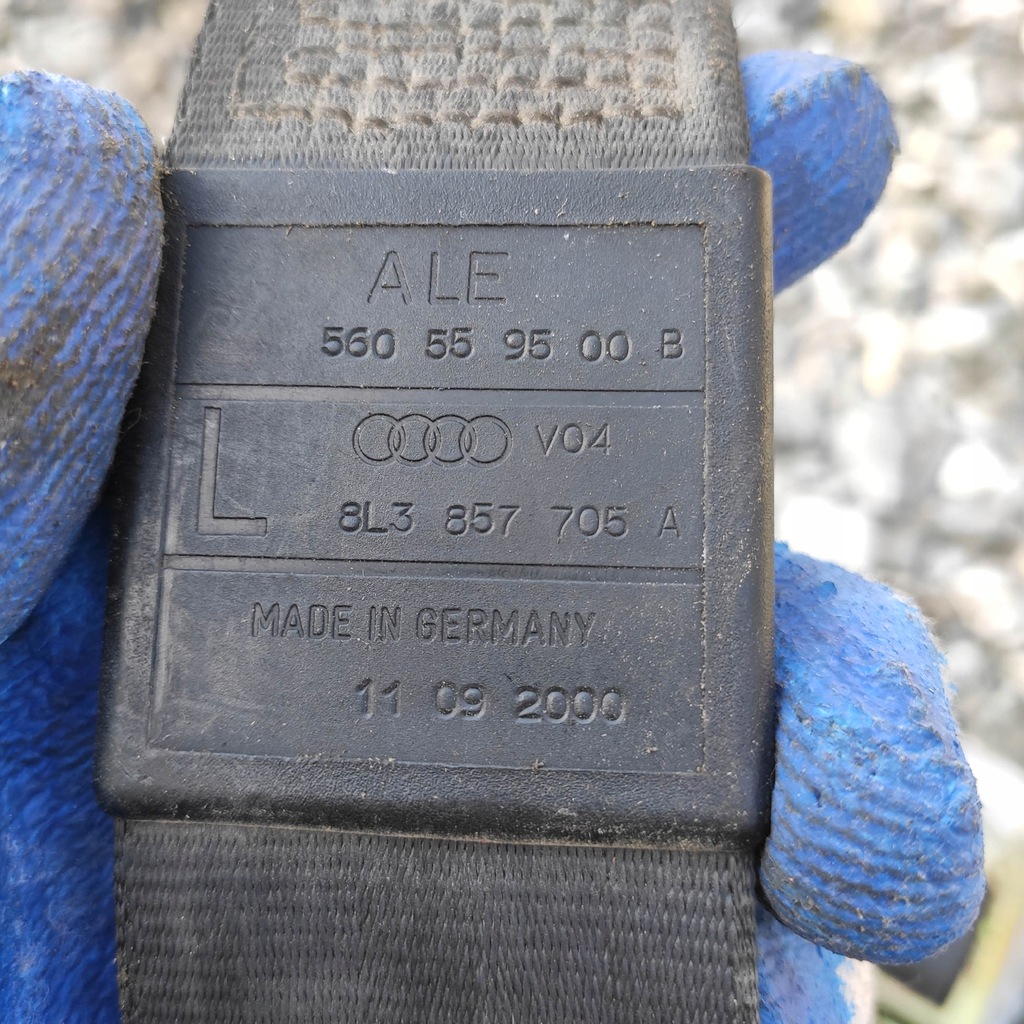 ALE
560 55 95 00 B
L
V04
8L3 857 705 A
MADE IN GERMANY
11 09 2000